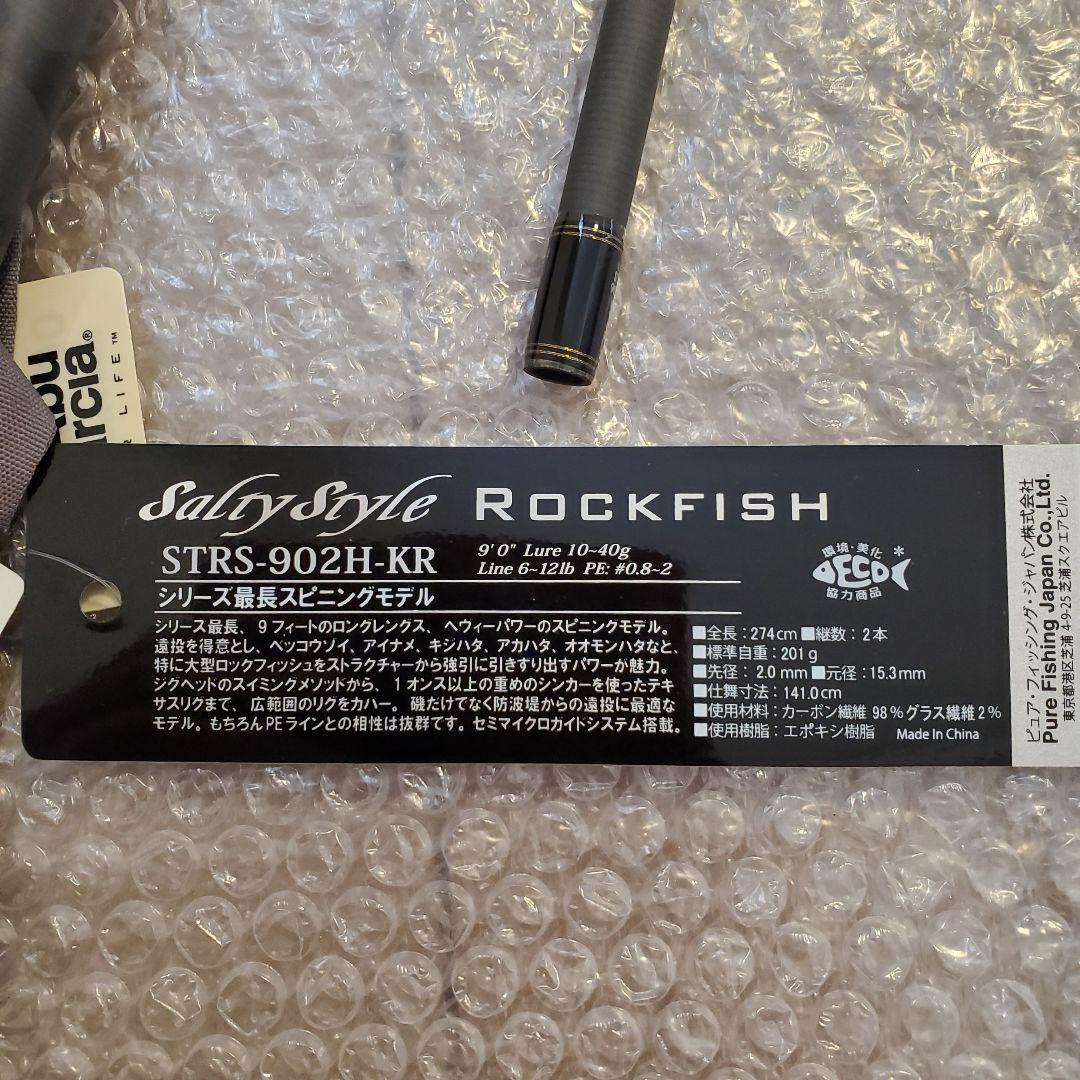 bu
arcia®
R LIFE™
Salty Style ROCKFISH
STRS-902H-KR
9'0" Lure 10~40g
Line 6~12lb PE: #0.8~2
シリーズ最長スピニングモデル
シリーズ最長、9フィートのロングレングス、ヘヴィーパワーのスピニングモデル。
遠投を得意とし、ベッコウゾイ、アイナメ、キジハタ、アカハタ、オオモンハタなど、
特に大型ロックフィッシュをストラクチャーから強引に引きずり出すパワーが魅力。
ジグヘッドのスイミングメソッドから、1オンス以上の重めのシンカーを使ったテキ
サスリグまで、広範囲のリグをカバー。磯だけでなく防波堤からの遠投に最適な
モデル。もちろんPEラインとの相性は抜群です。セミマイクロガイドシステム搭載。
環境・美化
DECO
*
協力商品
■全長：274cm ■継数：2本
■標準自重：201g
■先径：2.0mm ■元径：15.3mm
■仕舞寸法：141.0cm
■使用材料：カーボン繊維98％グラス繊維2％
■使用樹脂：エポキシ樹脂 Made In China
ピュア・フィッシング・ジャパン株式会社
Pure Fishing Japan Co.,Ltd.
東京都港区芝浦4-9-25 芝浦スクエアビル